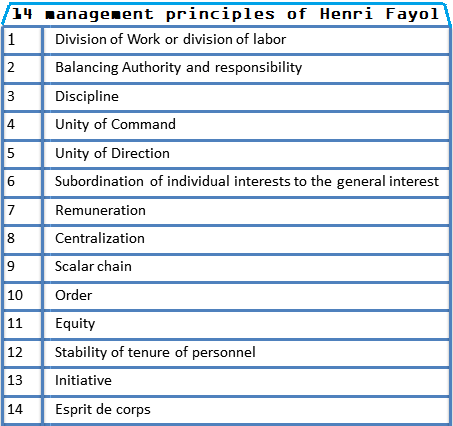 14 management principles of Henri Fayol
1 Division of Work or division of labor
2 Balancing Authority and responsibility
3 Discipline
4 Unity of Command
5 Unity of Direction
6 Subordination of individual interests to the general interest
7 Remuneration
8 Centralization
9 Scalar chain
10 Order
11 Equity
12 Stability of tenure of personnel
13 Initiative
14 Esprit de corps